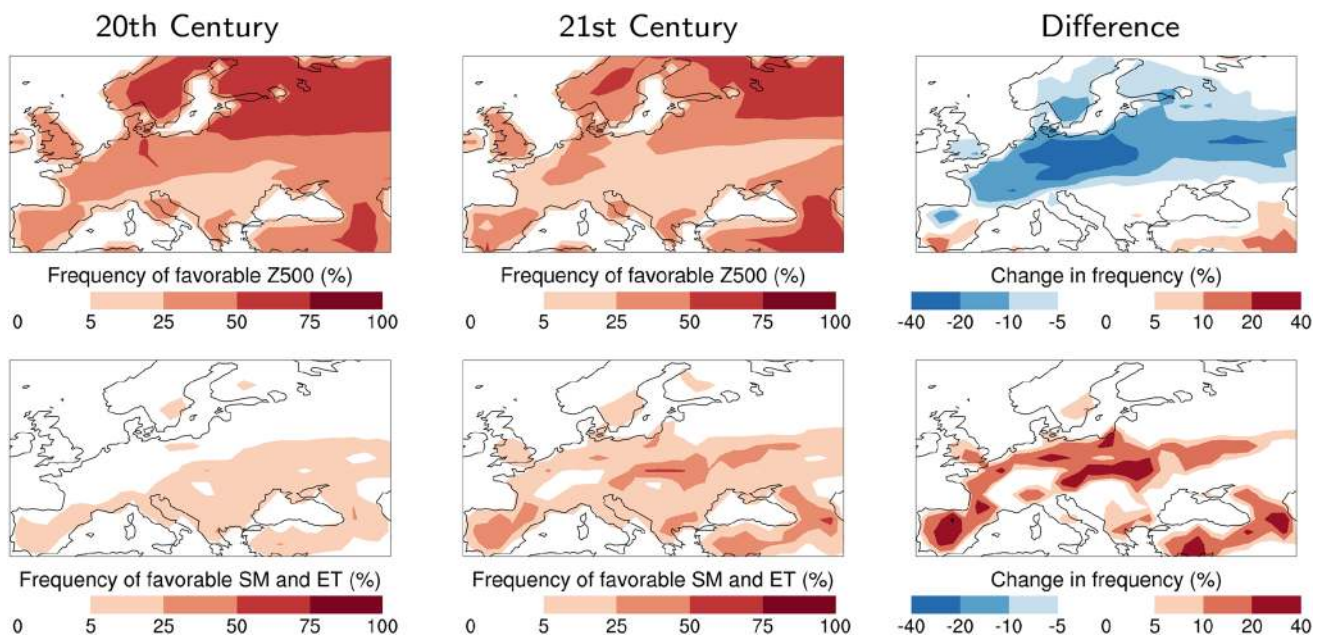 20th Century 21st Century Difference
Frequency of favorable Z500 (%) Frequency of favorable Z500 (%) Change in frequency (%)
0 5 25 50 75 100 0 5 25 50 75 100 -40 -20 -10 -5 0 5 10 20 40
Frequency of favorable SM and ET (%) Frequency of favorable SM and ET (%) Change in frequency (%)
0 5 25 50 75 100 0 5 25 50 75 100 -40 -20 -10 -5 0 5 10 20 40